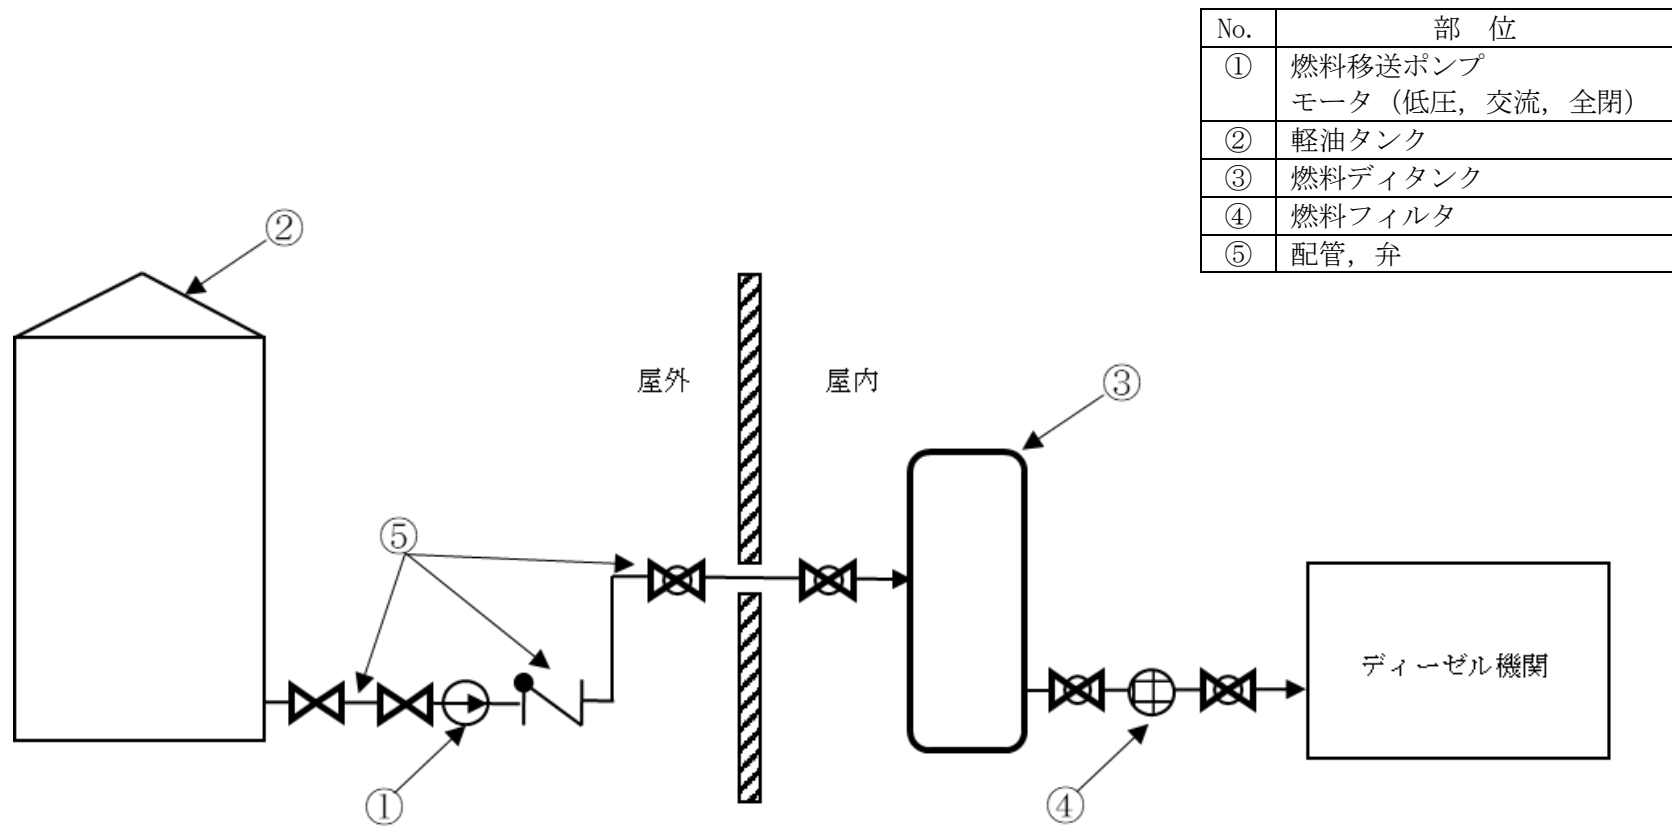 No. 部 位
① 燃料移送ポンプ
モータ（低圧，交流，全閉）
② 軽油タンク
③ 燃料ディタンク
④ 燃料フィルタ
⑤ 配管，弁
②
屋外
屋内
③
⑤
ディーゼル機関
①
④